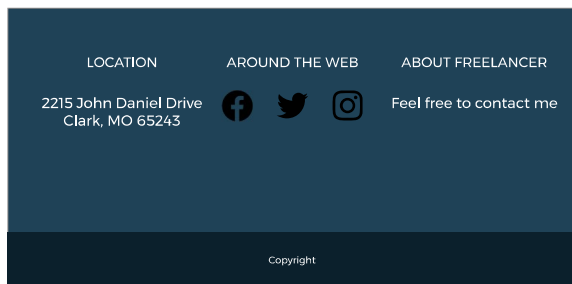 LOCATION
2215 John Daniel Drive
Clark, MO 65243
AROUND THE WEB
ABOUT FREELANCER
Feel free to contact me
Copyright